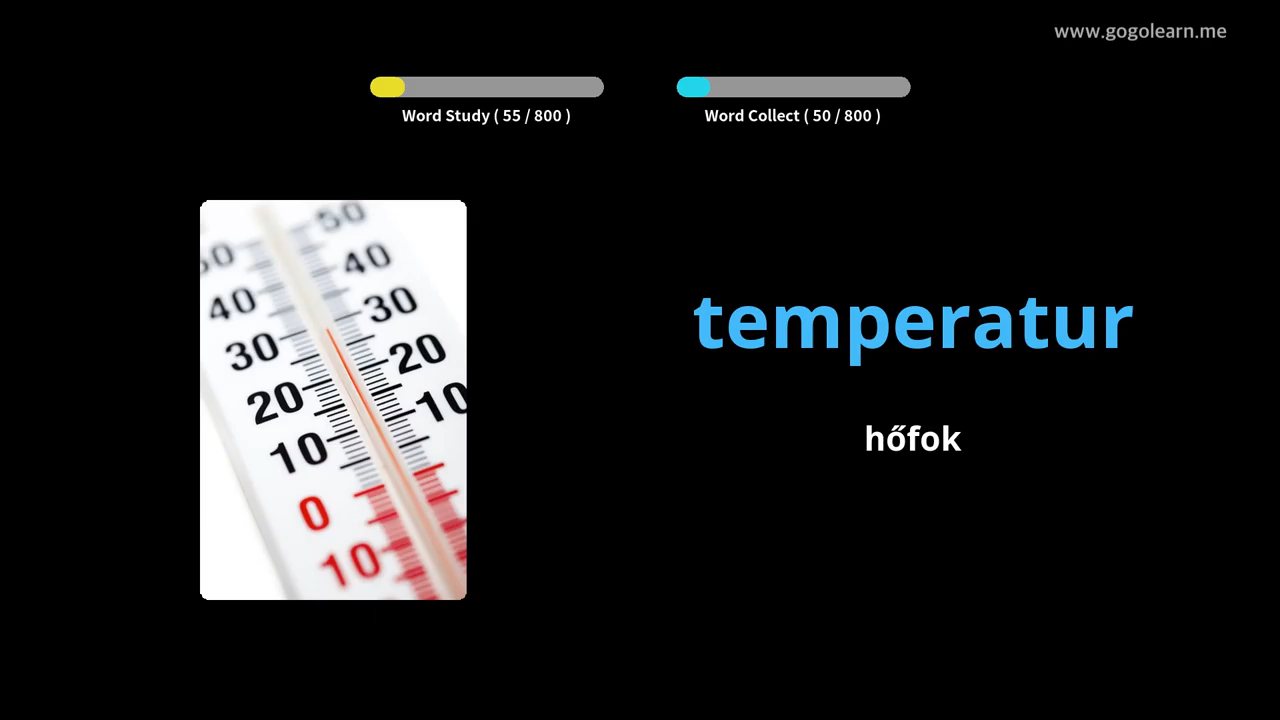 www.gogolearn.me
Word Study ( 55 / 800 )
Word Collect ( 50 / 800 )
50
40
30
20
10
40
30
20
10
0
10
temperatur
hőfok